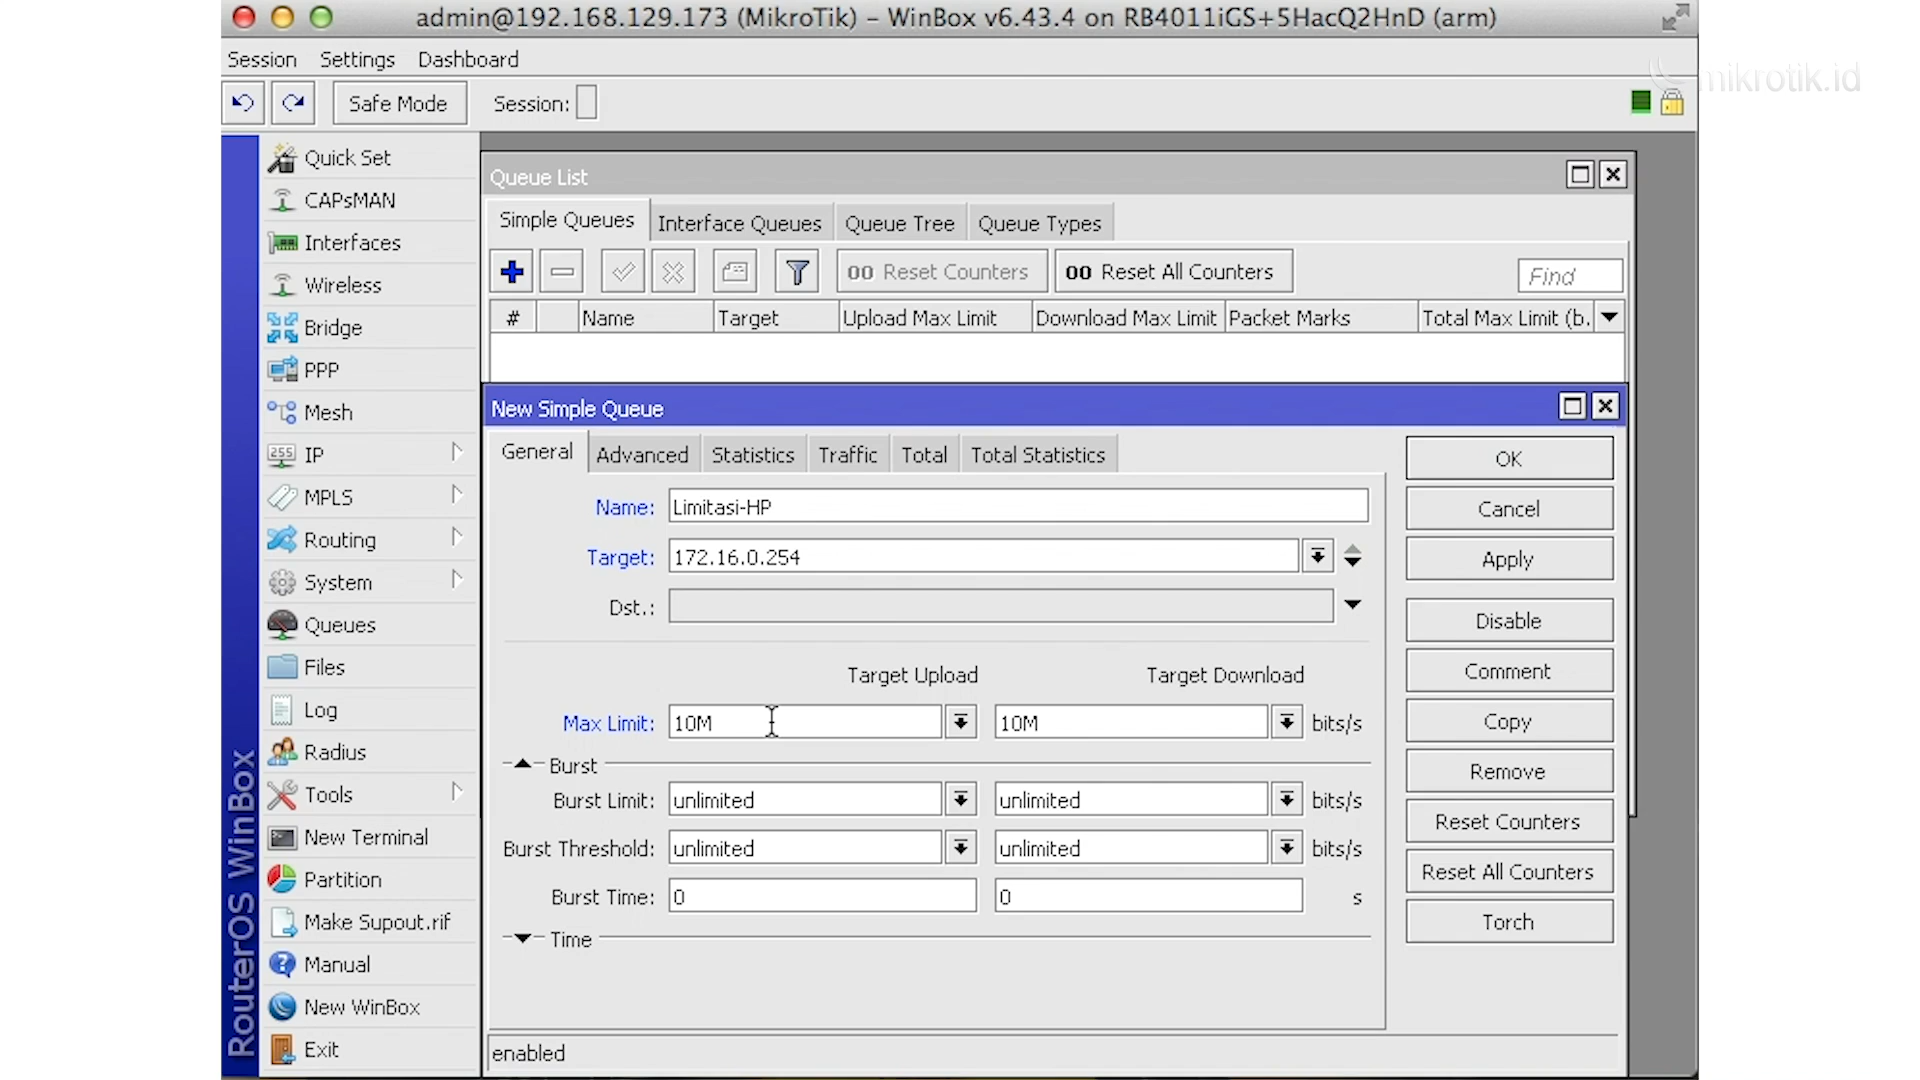 admin@192.168.129.173 (MikroTik) – WinBox v6.43.4 on RB4011iGS+5HacQ2HnD (arm)
Session Settings Dashboard
mikrotik.id
Safe Mode Session:
Quick Set
CAPsMAN
Interfaces
Wireless
Bridge
PPP
Mesh
255 IP
MPLS
Routing
System
Queues
Files
Log
Radius
Tools
New Terminal
Partition
Make Supout.rif
Manual
New WinBox
Exit
RouterOS WinBox
Queue List
Simple Queues Interface Queues Queue Tree Queue Types
00 Reset Counters 00 Reset All Counters Find
# Name Target Upload Max Limit Download Max Limit Packet Marks Total Max Limit (b.
New Simple Queue
General Advanced Statistics Traffic Total Total Statistics
Name: Limitasi-HP
Target: 172.16.0.254
Dst.:
Target Upload Target Download
Max Limit: 10M 10M bits/s
Burst
Burst Limit: unlimited unlimited bits/s
Burst Threshold: unlimited unlimited bits/s
Burst Time: 0 0 s
Time
OK
Cancel
Apply
Disable
Comment
Copy
Remove
Reset Counters
Reset All Counters
Torch
enabled